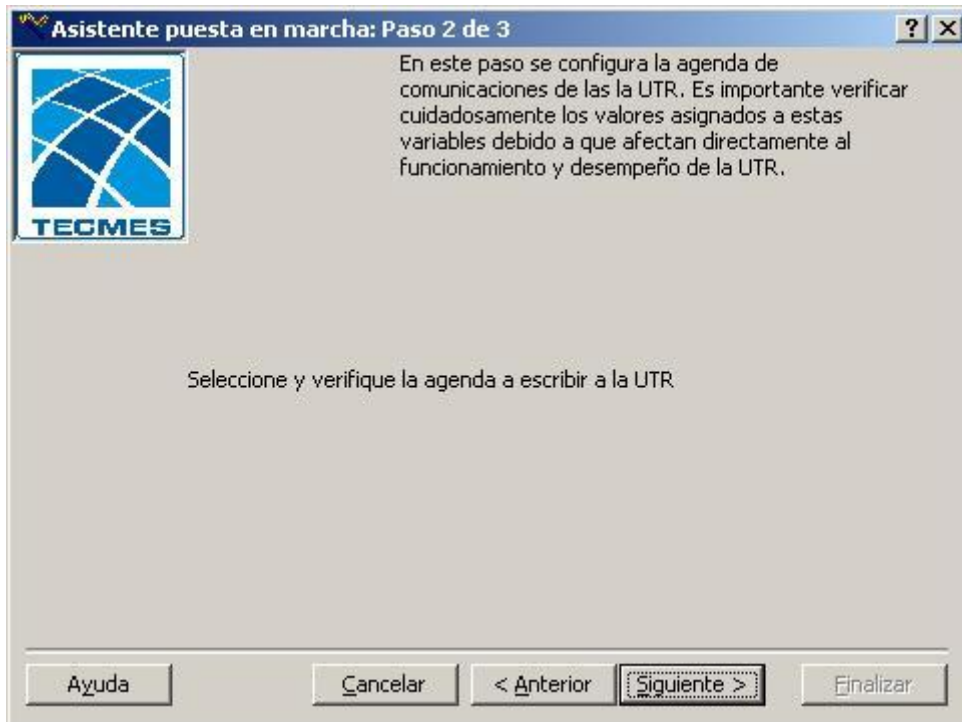 Asistente puesta en marcha: Paso 2 de 3
? X
En este paso se configura la agenda de
comunicaciones de las la UTR. Es importante verificar
cuidadosamente los valores asignados a estas
variables debido a que afectan directamente al
funcionamiento y desempeño de la UTR.
TECMES
Seleccione y verifique la agenda a escribir a la UTR
Ayuda
Cancelar
< Anterior
Siguiente >
Finalizar